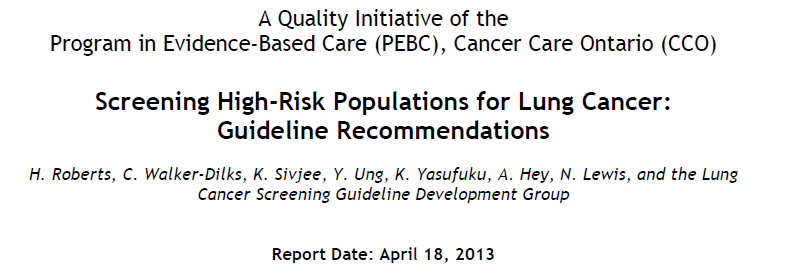 A Quality Initiative of the
Program in Evidence-Based Care (PEBC), Cancer Care Ontario (CCO)
Screening High-Risk Populations for Lung Cancer:
Guideline Recommendations
H. Roberts, C. Walker-Dilks, K. Sivjee, Y. Ung, K. Yasufuku, A. Hey, N. Lewis, and the Lung
Cancer Screening Guideline Development Group
Report Date: April 18, 2013